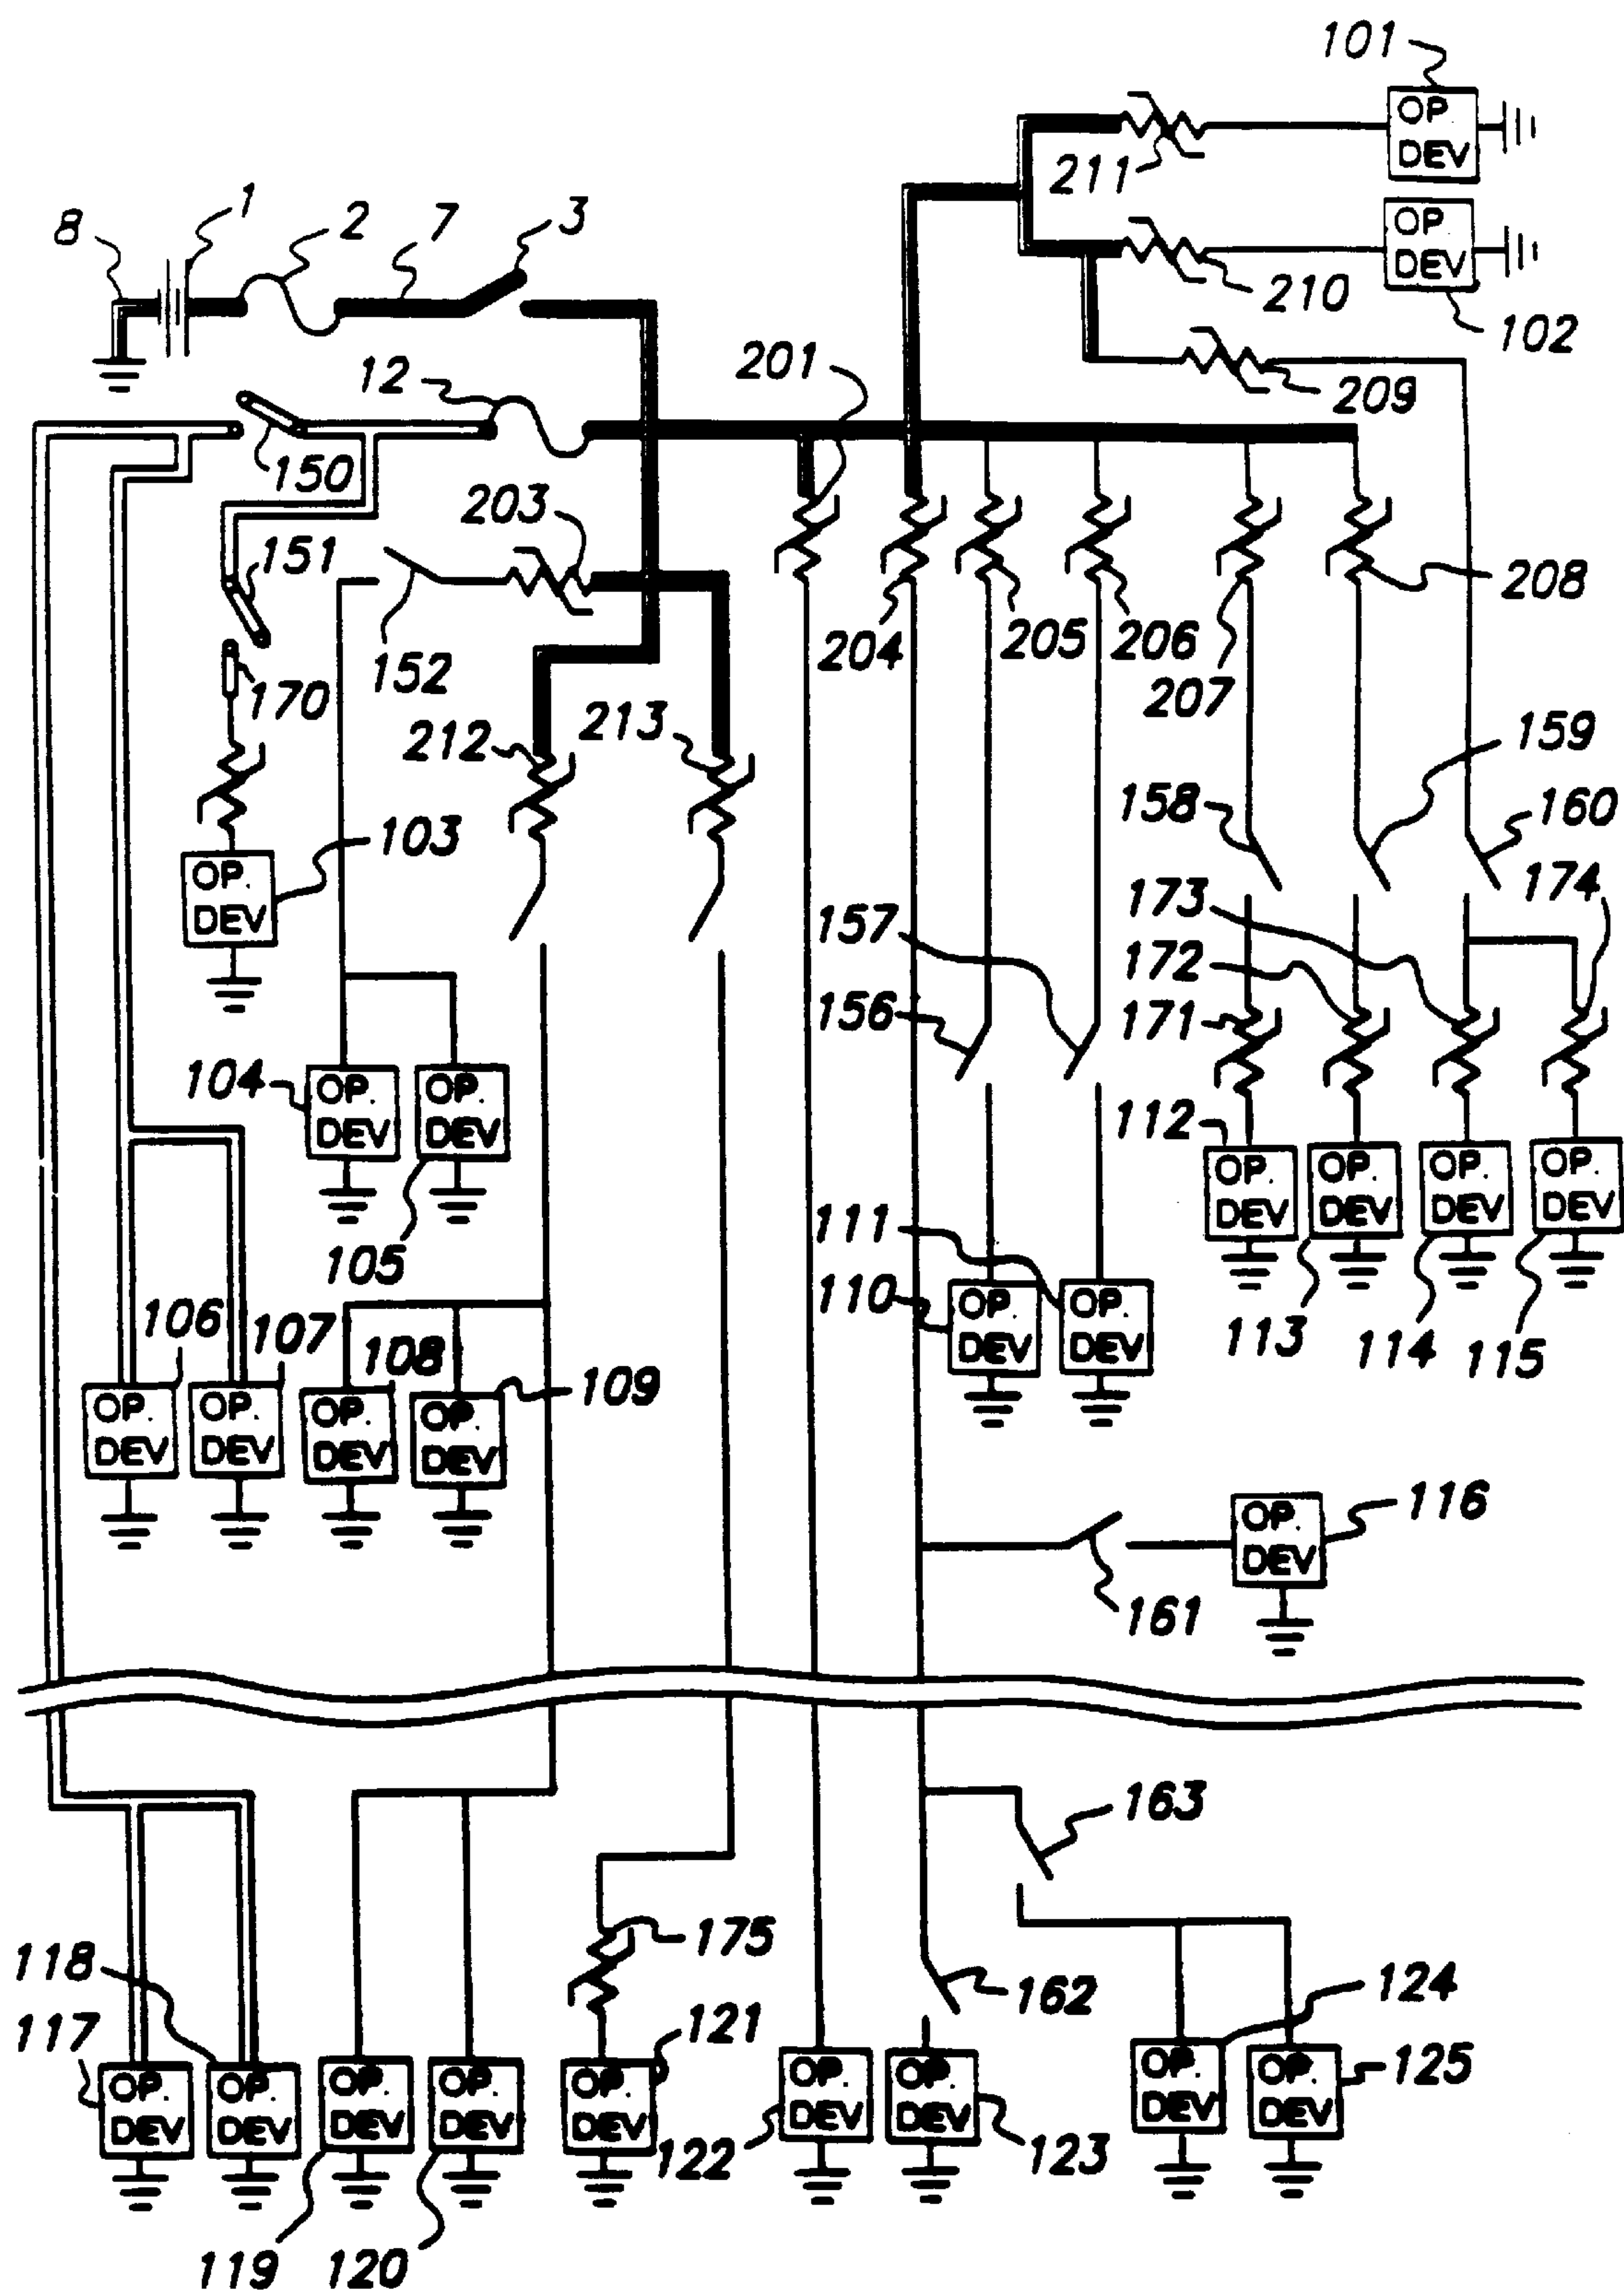 101
OP.
DEV
211
8
1
2
7
3
OP.
DEV
210
102
12
201
209
150
203
151
208
152
204
205
206
170
207
212
213
159
158
160
103
OP.
DEV
174
173
157
172
156
171
104
OP.
DEV
OP.
DEV
112
OP.
DEV
OP.
DEV
OP.
DEV
OP.
DEV
105
111
110
OP.
DEV
OP.
DEV
113
114
115
106
107
108
109
OP.
DEV
OP.
DEV
OP.
DEV
OP.
DEV
116
OP.
DEV
161
163
175
162
118
124
117
121
125
OP.
DEV
OP.
DEV
OP.
DEV
OP.
DEV
OP.
DEV
OP.
DEV
OP.
DEV
OP.
DEV
OP.
DEV
122
123
119
120